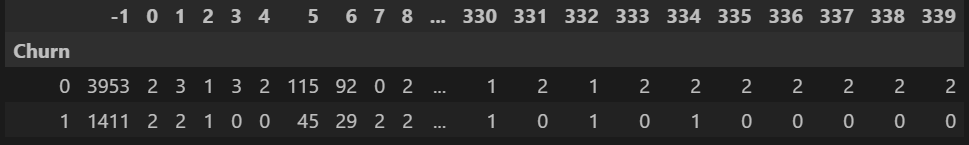 -1 0 1 2 3 4 5 6 7 8 ... 330 331 332 333 334 335 336 337 338 339
Churn
0 3953 2 3 1 3 2 115 92 0 2 ... 1 2 1 2 2 2 2 2 2 2
1 1411 2 2 1 0 0 45 29 2 2 ... 1 0 1 0 1 0 0 0 0 0